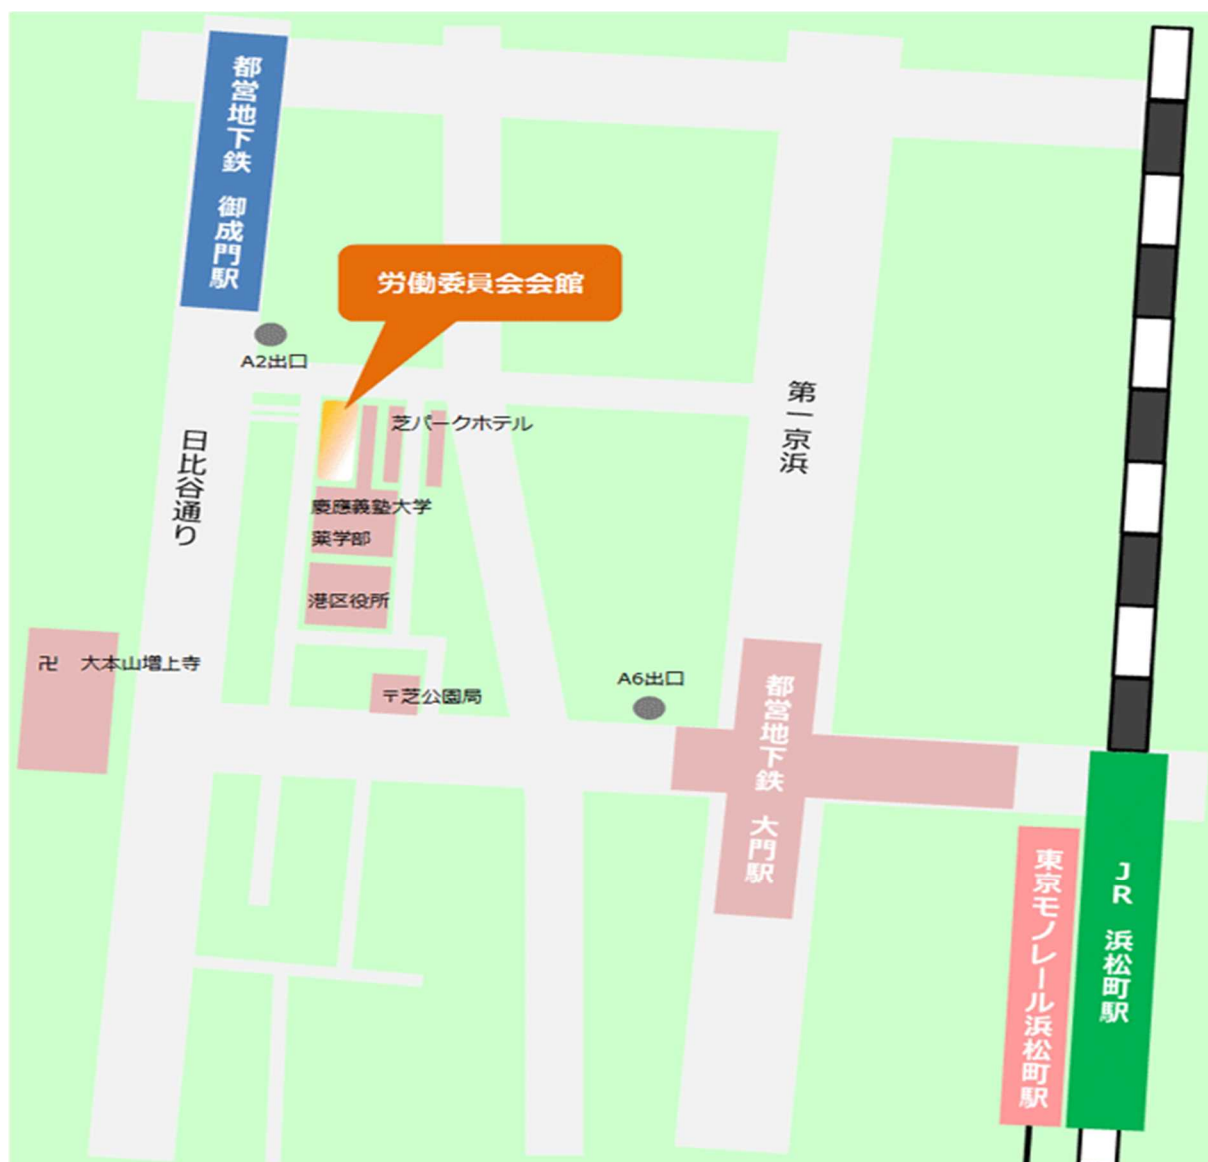 都営地下鉄　御成門駅
労働委員会会館
A2出口
第一京浜
芝パークホテル
日比谷通り
慶應義塾大学
薬学部
港区役所
卍　大本山増上寺
〒芝公園局
A6出口
都営地下鉄　大門駅
東京モノレール浜松町駅
JR　浜松町駅